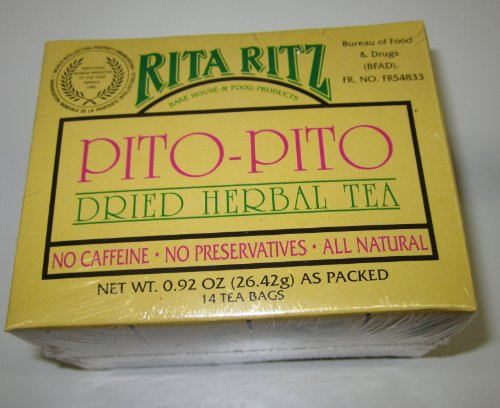 RITA RITZ
BAKE HOUSE & FOOD PRODUCTS
Bureau of Food
& Drugs
(BFAD).
FR. NO. FR54833
PITO-PITO
DRIED HERBAL TEA
NO CAFFEINE • NO PRESERVATIVES • ALL NATURAL
NET WT. 0.92 OZ (26.42g) AS PACKED
14 TEA BAGS